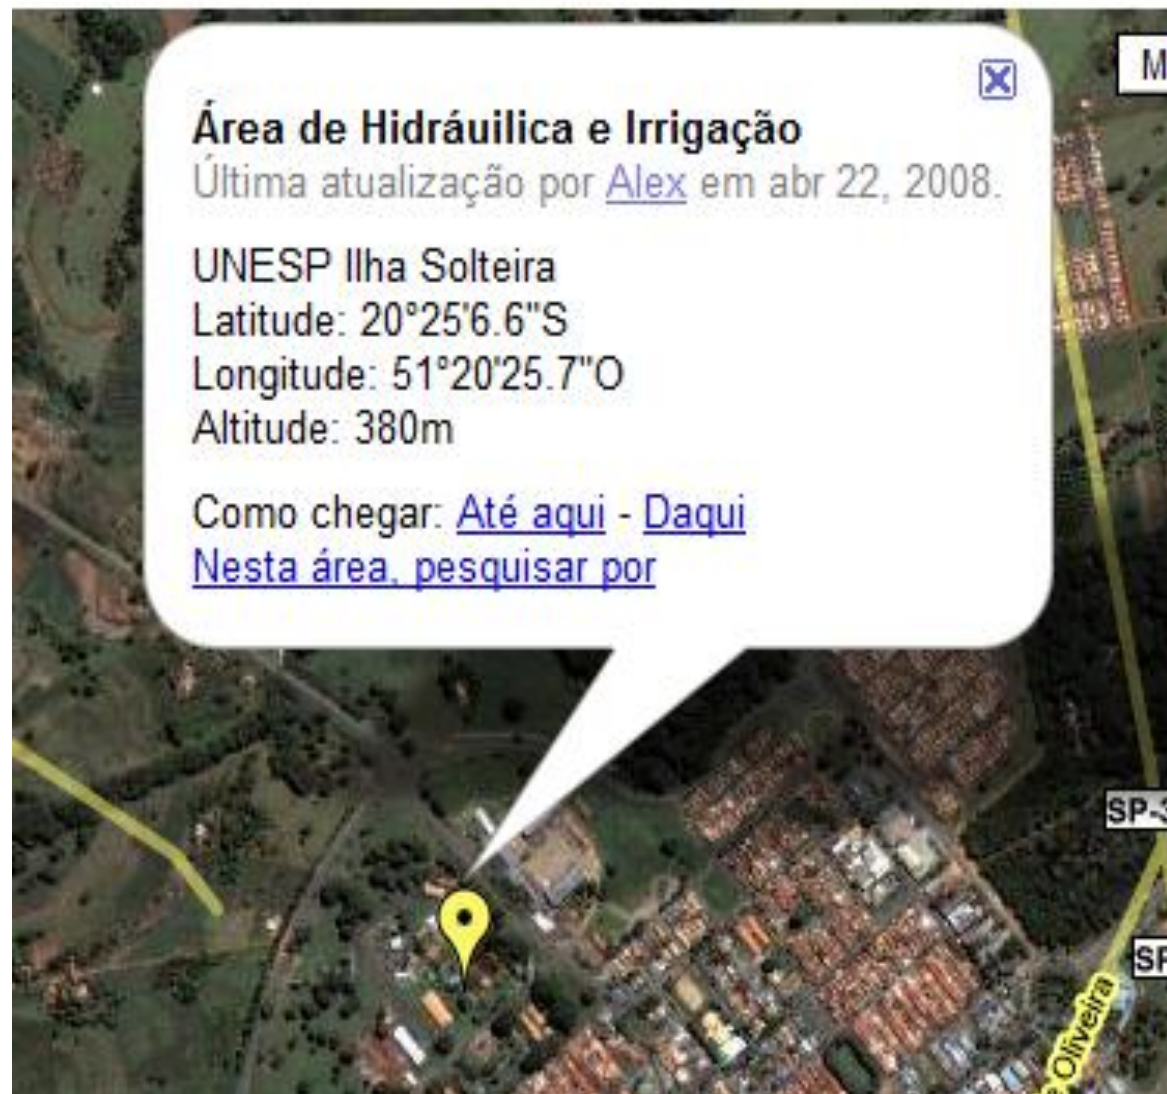 M
Área de Hidráuilica e Irrigação
Última atualização por Alex em abr 22, 2008.
UNESP Ilha Solteira
Latitude: 20°25'6.6"S
Longitude: 51°20'25.7"O
Altitude: 380m
Como chegar: Até aqui - Daqui
Nesta área, pesquisar por
SP-3
SP
Oliveira